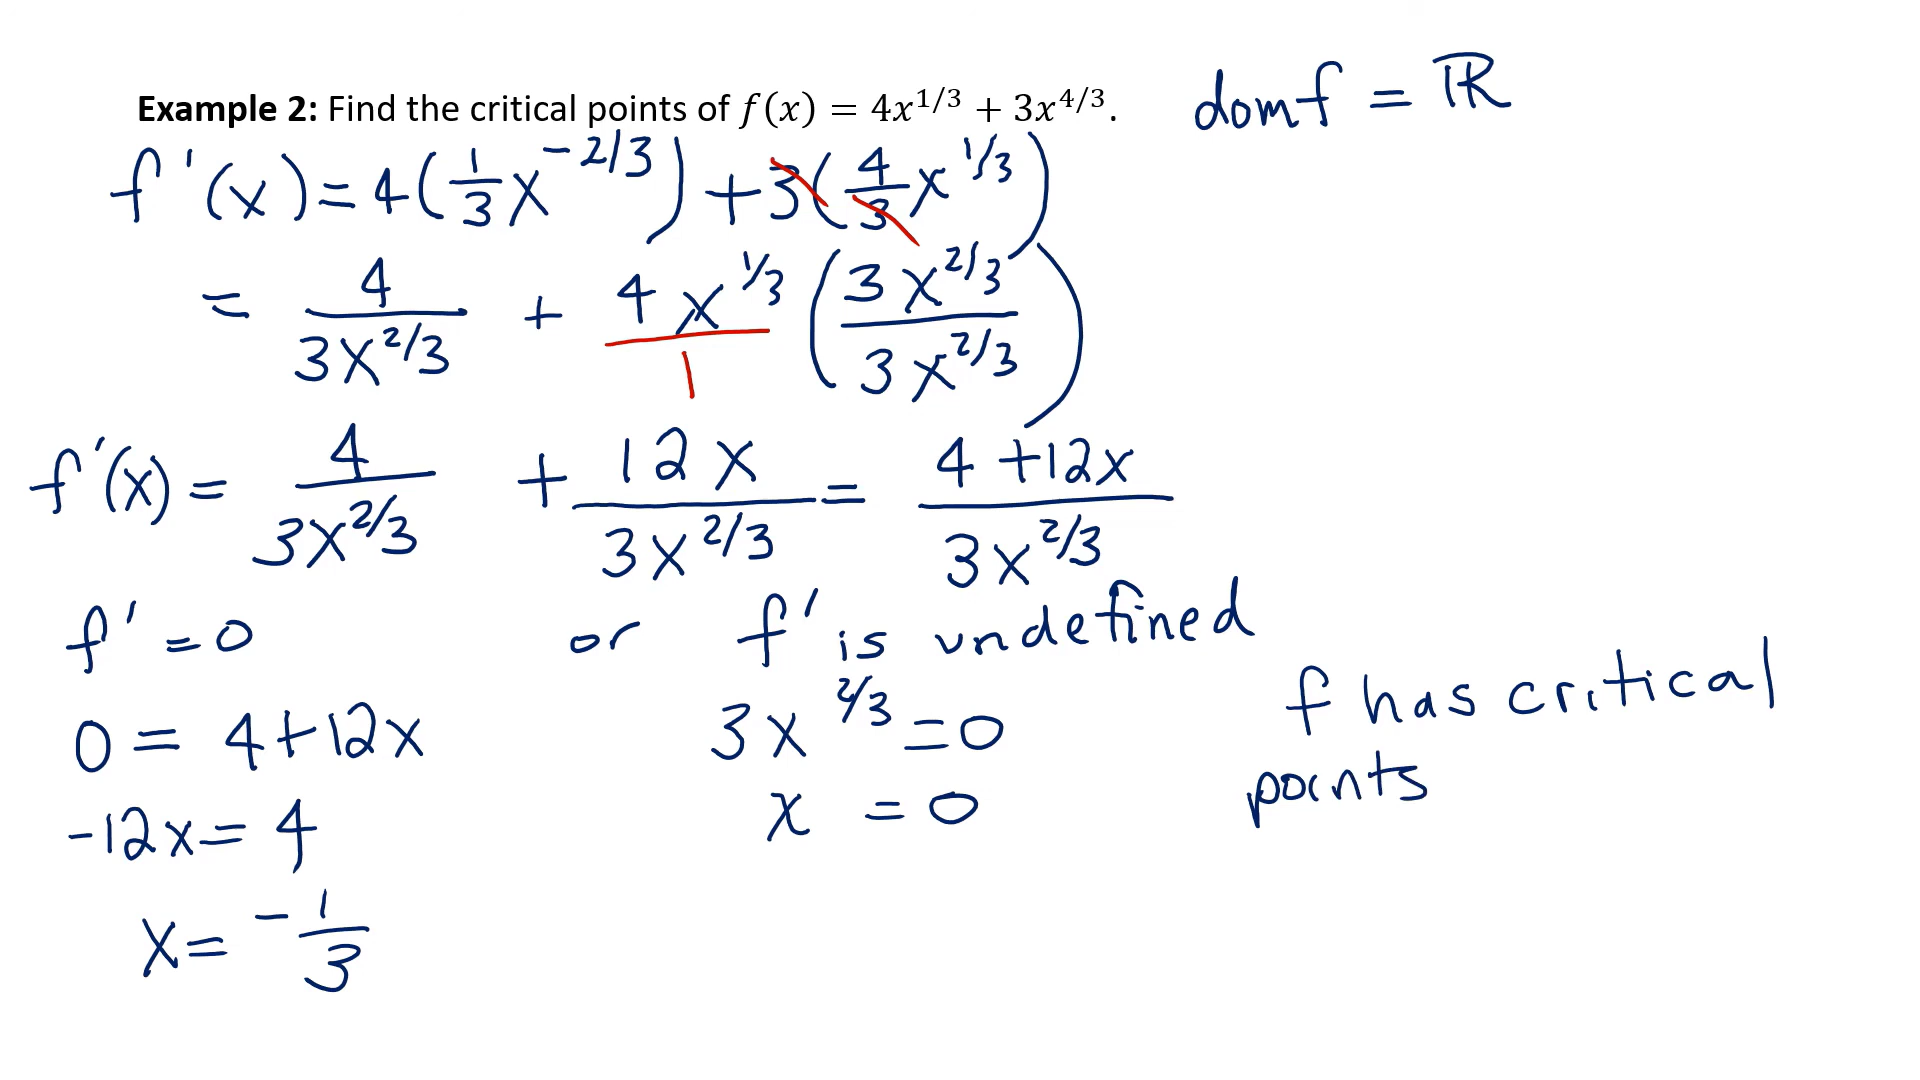 Example 2: Find the critical points of f(x) = 4x^{1/3} + 3x^{4/3}. dom f = ℝ
f'(x) = 4(1/3 x^{-2/3}) + 3(4/3 x^{1/3})
= 4/(3x^{2/3}) + 4x^{1/3}/1 (3x^{2/3}/3x^{2/3})
f'(x) = 4/(3x^{2/3}) + 12x/(3x^{2/3}) = (4+12x)/(3x^{2/3})
f' = 0 or f' is undefined
0 = 4+12x 3x^{2/3} = 0
-12x = 4 x = 0
x = -1/3
f has critical
points